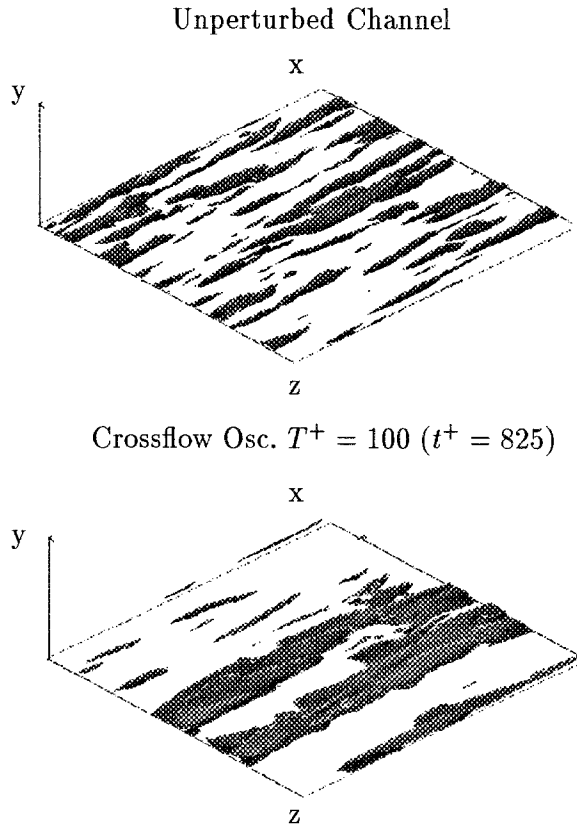 Unperturbed Channel
x
y
z
Crossflow Osc. T⁺ = 100 (t⁺ = 825)
x
y
z